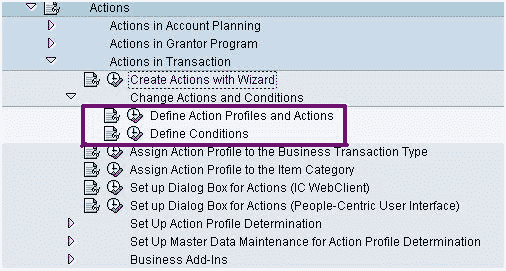 Actions
Actions in Account Planning
Actions in Grantor Program
Actions in Transaction
Create Actions with Wizard
Change Actions and Conditions
Define Action Profiles and Actions
Define Conditions
Assign Action Profile to the Business Transaction Type
Assign Action Profile to the Item Category
Set up Dialog Box for Actions (IC WebClient)
Set up Dialog Box for Actions (People-Centric User Interface)
Set Up Action Profile Determination
Set Up Master Data Maintenance for Action Profile Determination
Business Add-Ins